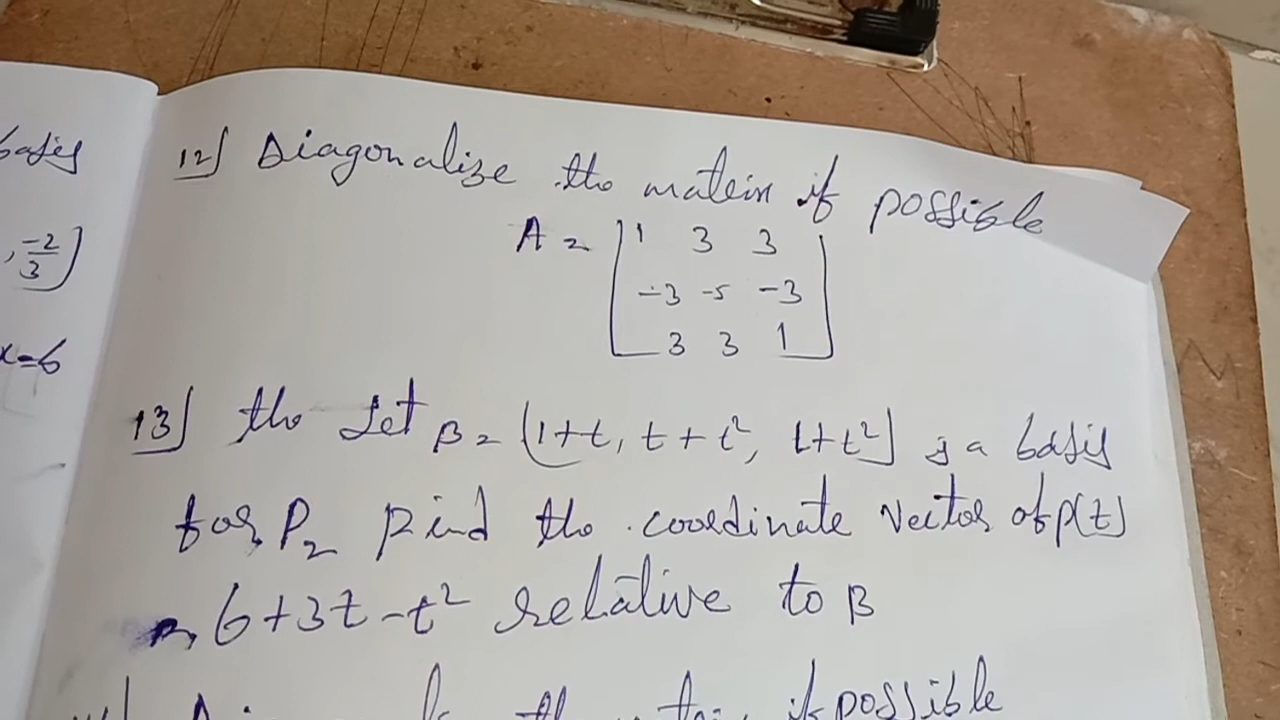 basis
, -2/3]
x=6
12] Diagonalize the matrix if possible
A = [1 3 3
-3 -5 -3
3 3 1]
13] the Let B = {1+t, t+t², 1+t²} is a basis
for P₂ find the coordinate vector of p(t)
= 6+3t-t² relative to B
the if possible